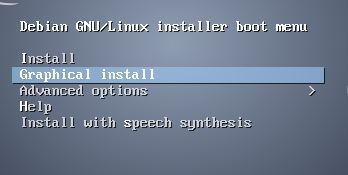 Debian GNU/Linux installer boot menu
Install
Graphical install
Advanced options >
Help
Install with speech synthesis